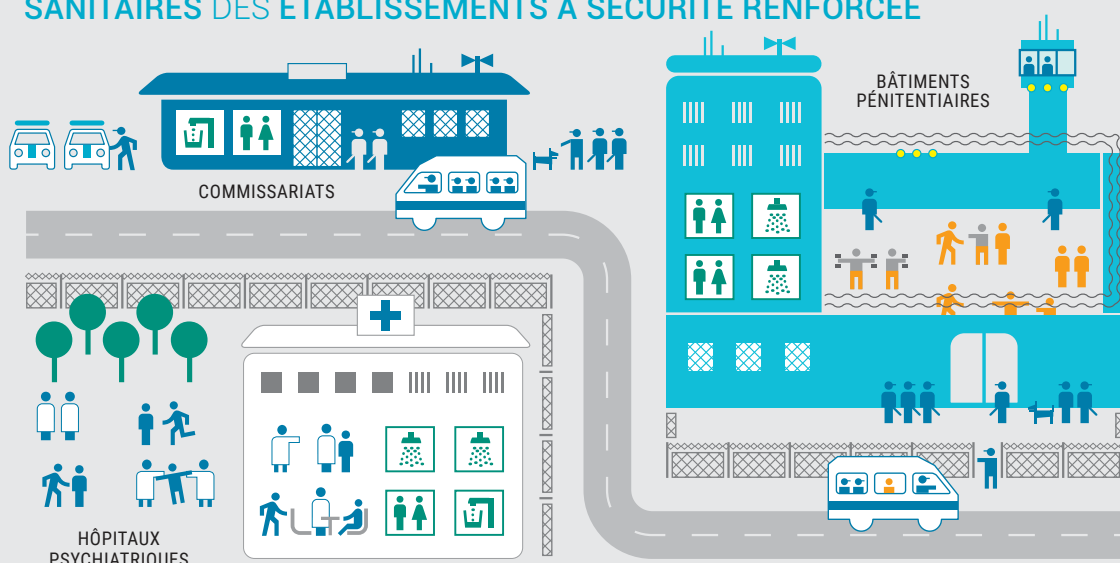 SANITAIRES DES ÉTABLISSEMENTS À SÉCURITÉ RENFORCÉE
BÂTIMENTS
PÉNITENTIAIRES
COMMISSARIATS
HÔPITAUX
PSYCHIATRIQUES